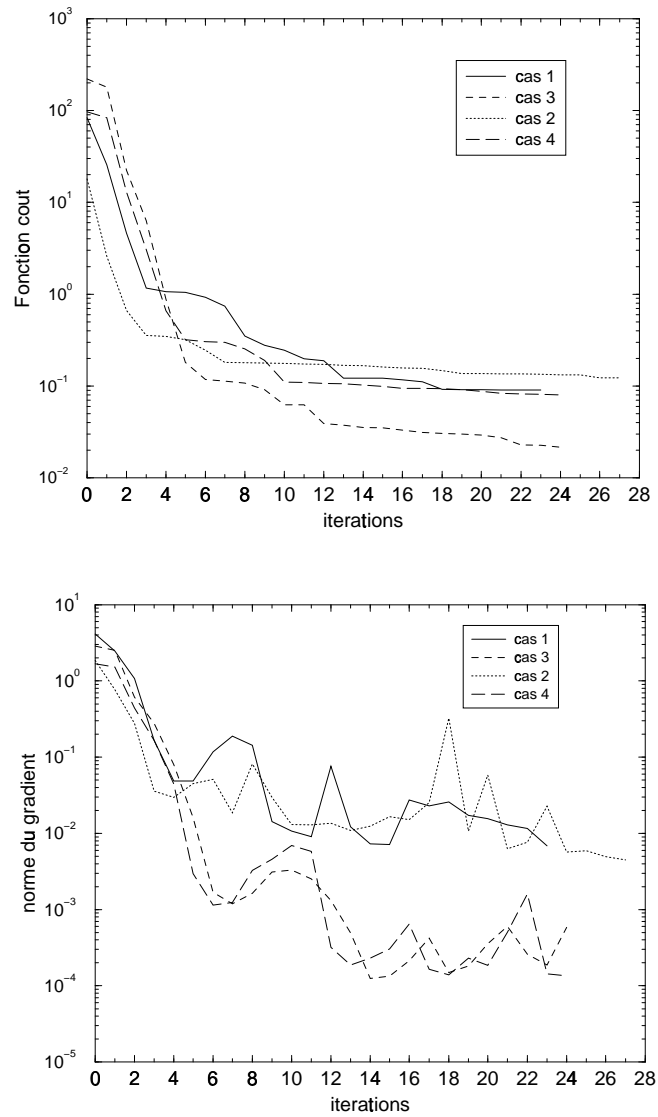 10^3
10^2
10^1
10^0
10^-1
10^-2
Fonction cout
cas 1
cas 3
cas 2
cas 4
0 2 4 6 8 10 12 14 16 18 20 22 24 26 28
iterations
10^1
10^0
10^-1
10^-2
10^-3
10^-4
10^-5
norme du gradient
cas 1
cas 3
cas 2
cas 4
0 2 4 6 8 10 12 14 16 18 20 22 24 26 28
iterations